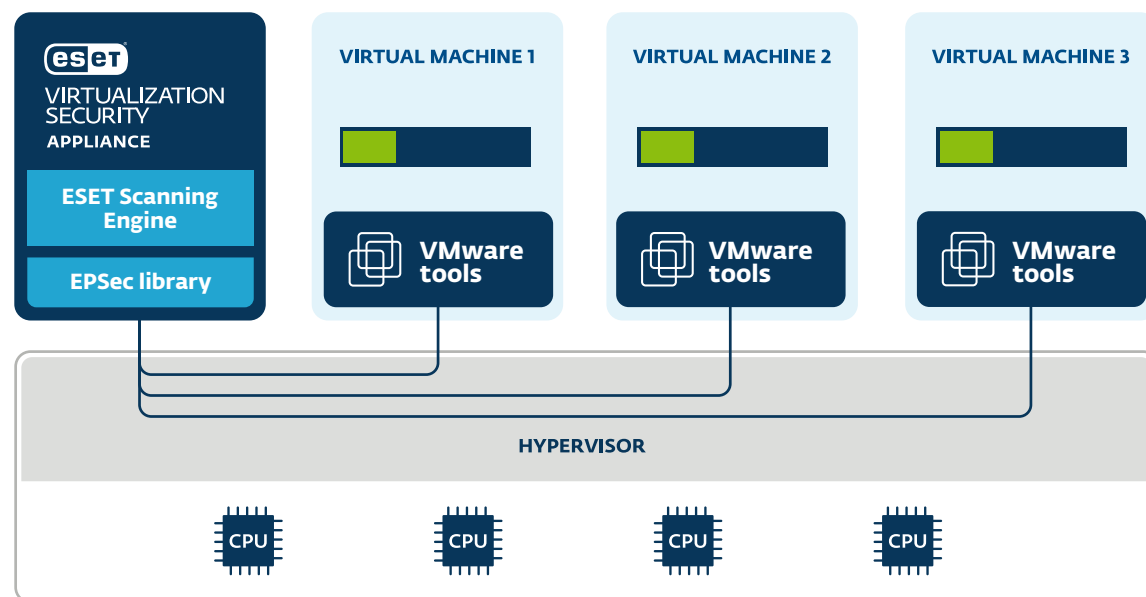 eset
VIRTUALIZATION
SECURITY
APPLIANCE
ESET Scanning
Engine
EPSec library
VIRTUAL MACHINE 1
VMware
tools
VIRTUAL MACHINE 2
VMware
tools
VIRTUAL MACHINE 3
VMware
tools
HYPERVISOR
CPU
CPU
CPU
CPU